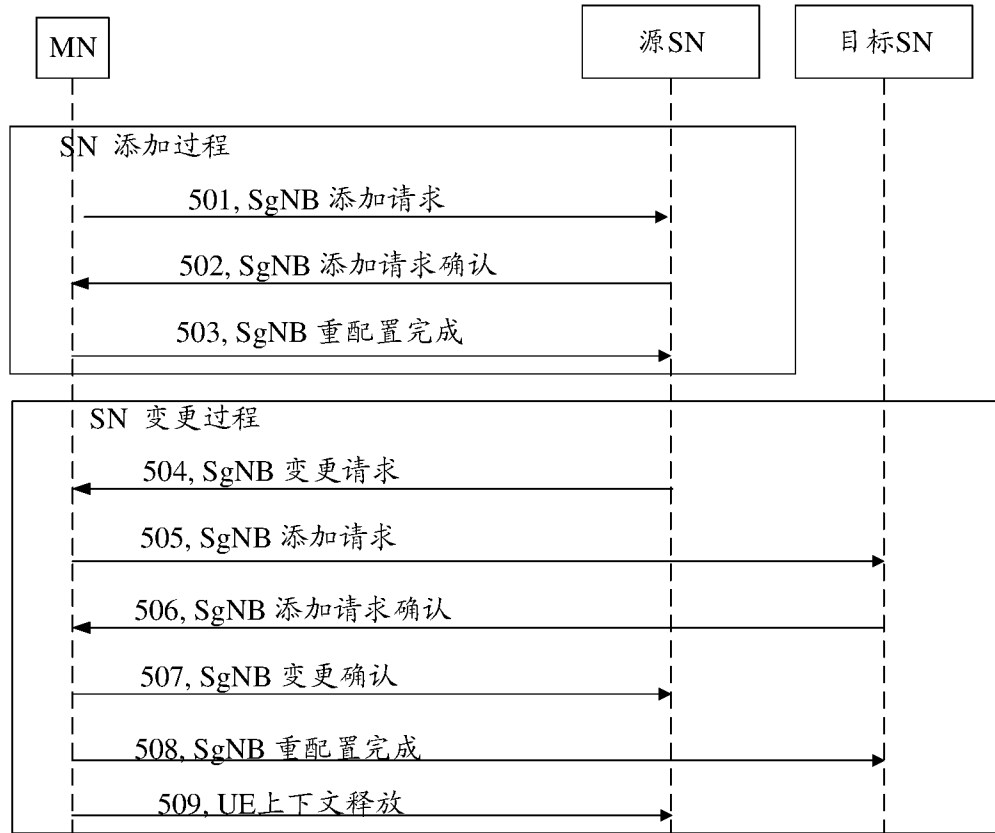 MN
源SN
目标SN
SN 添加过程
501, SgNB 添加请求
502, SgNB 添加请求确认
503, SgNB 重配置完成
SN 变更过程
504, SgNB 变更请求
505, SgNB 添加请求
506, SgNB 添加请求确认
507, SgNB 变更确认
508, SgNB 重配置完成
509, UE上下文释放